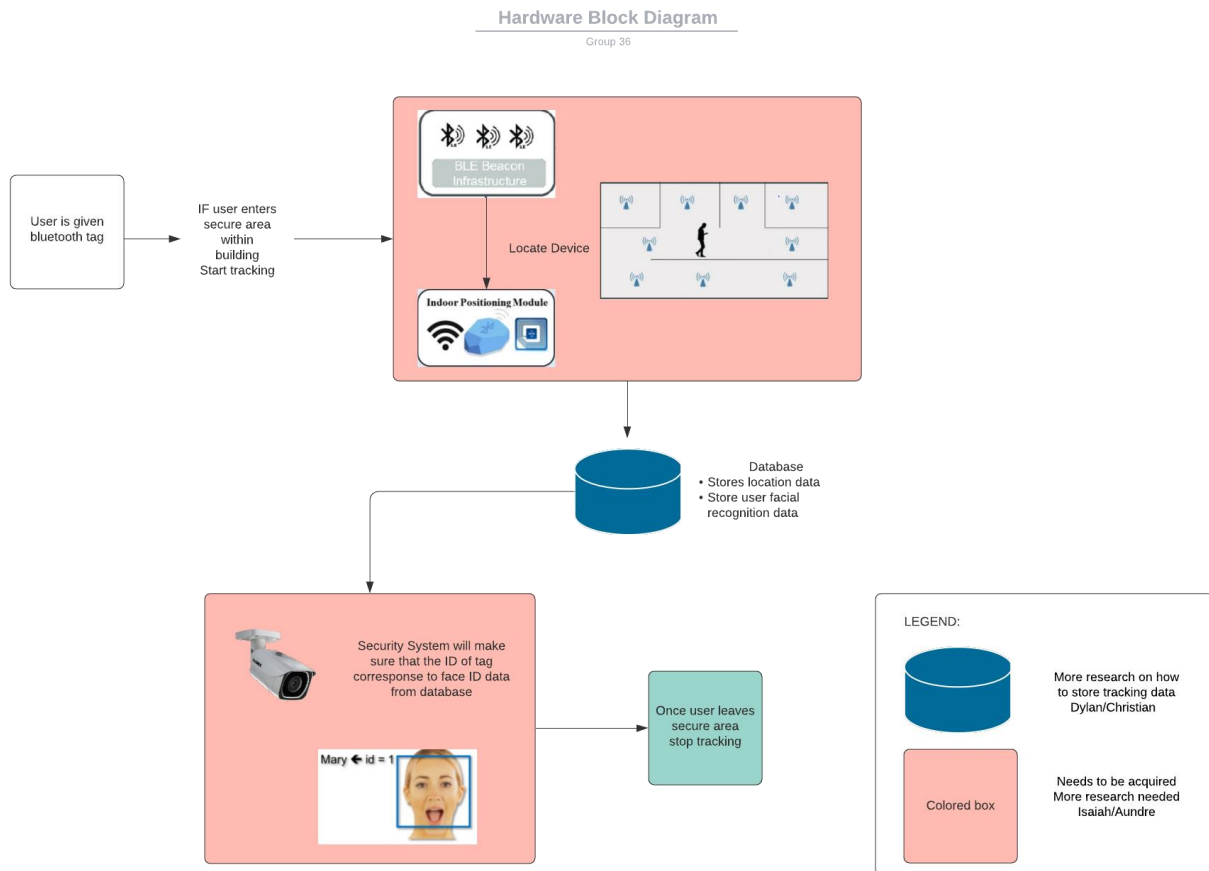 Hardware Block Diagram
Group 36
User is given
bluetooth tag
IF user enters
secure area
within
building
Start tracking
BLE Beacon
Infrastructure
Locate Device
Indoor Positioning Module
Database
• Stores location data
• Store user facial
recognition data
Security System will make
sure that the ID of tag
corresponse to face ID data
from database
Mary ← id = 1
Once user leaves
secure area
stop tracking
LEGEND:
More research on how
to store tracking data
Dylan/Christian
Colored box
Needs to be acquired
More research needed
Isaiah/Aundre